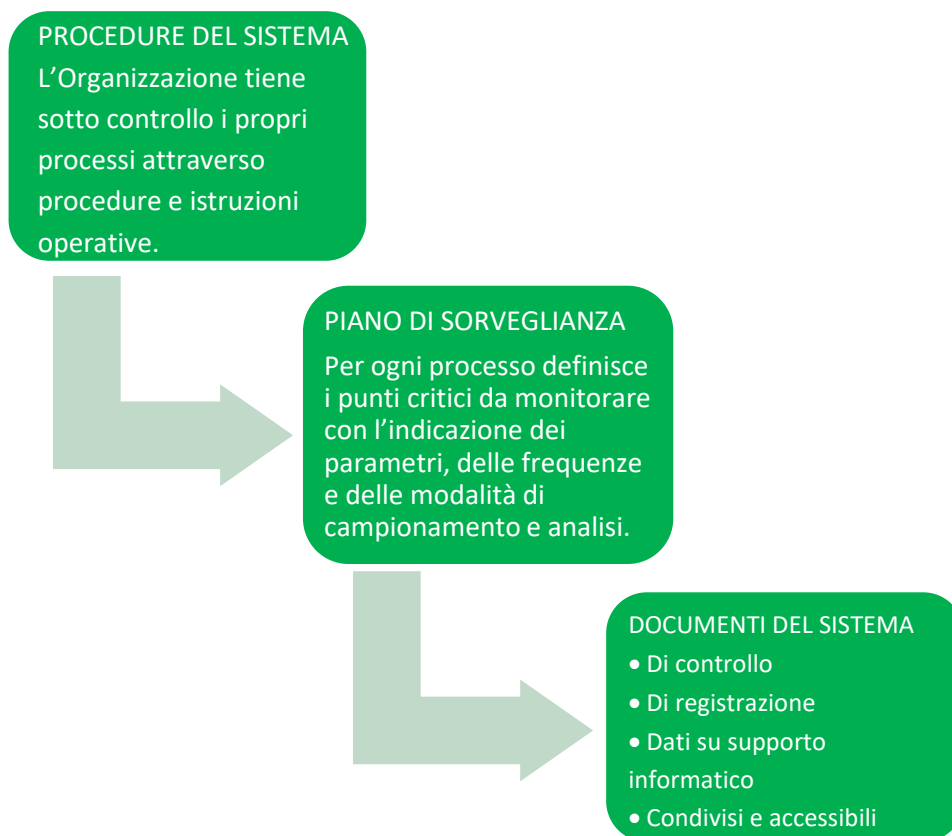 PROCEDURE DEL SISTEMA
L’Organizzazione tiene
sotto controllo i propri
processi attraverso
procedure e istruzioni
operative.
PIANO DI SORVEGLIANZA
Per ogni processo definisce
i punti critici da monitorare
con l’indicazione dei
parametri, delle frequenze
e delle modalità di
campionamento e analisi.
DOCUMENTI DEL SISTEMA
• Di controllo
• Di registrazione
• Dati su supporto
informatico
• Condivisi e accessibili